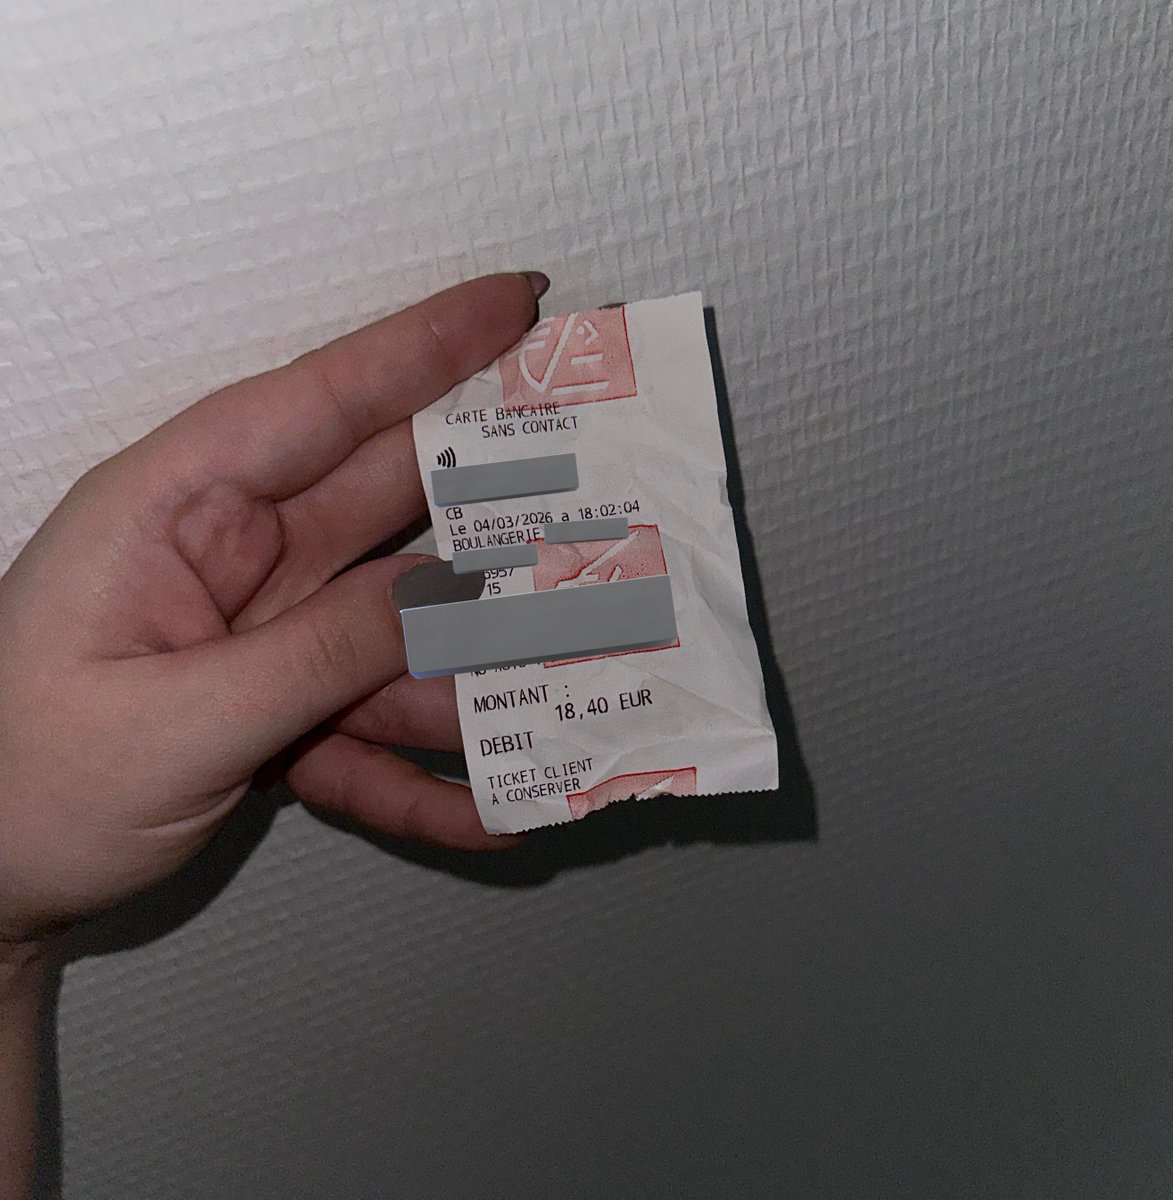 CARTE BANCAIRE
SANS CONTACT
CB
Le 04/03/2026 a 18:02:04
BOULANGERIE
15
MONTANT :
18,40 EUR
DEBIT
TICKET CLIENT
A CONSERVER